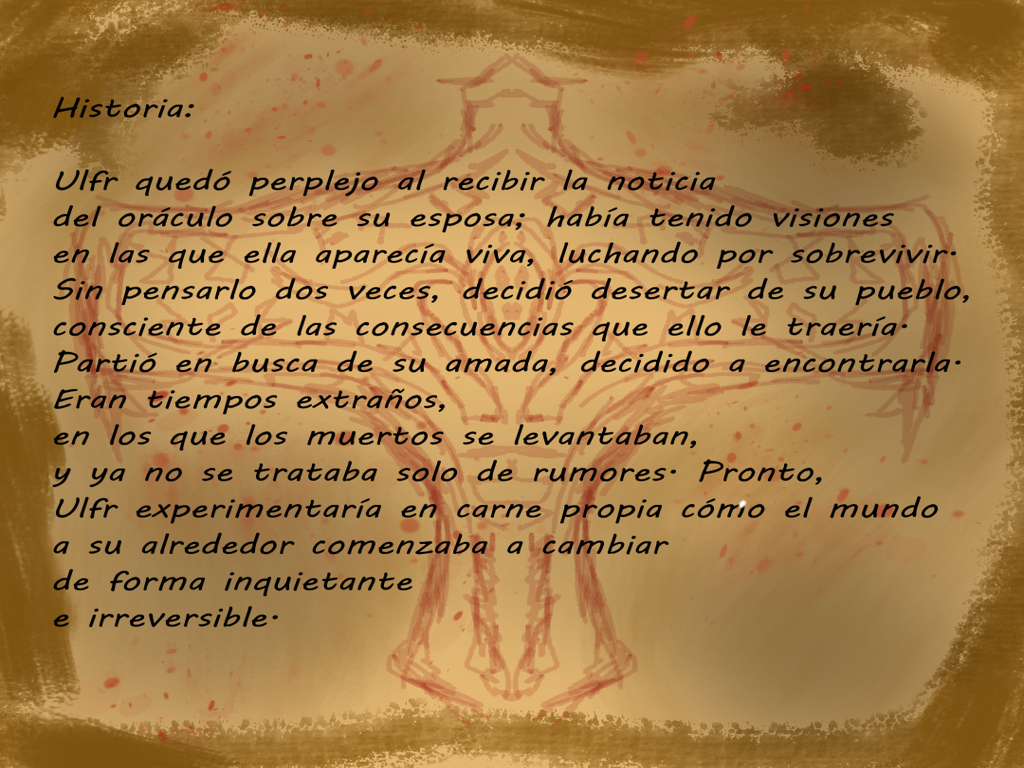 Historia:
Ulfr quedó perplejo al recibir la noticia
del oráculo sobre su esposa; había tenido visiones
en las que ella aparecía viva, luchando por sobrevivir.
Sin pensarlo dos veces, decidió desertar de su pueblo,
consciente de las consecuencias que ello le traería.
Partió en busca de su amada, decidido a encontrarla.
Eran tiempos extraños,
en los que los muertos se levantaban,
y ya no se trataba solo de rumores. Pronto,
Ulfr experimentaría en carne propia cómo el mundo
a su alrededor comenzaba a cambiar
de forma inquietante
e irreversible.